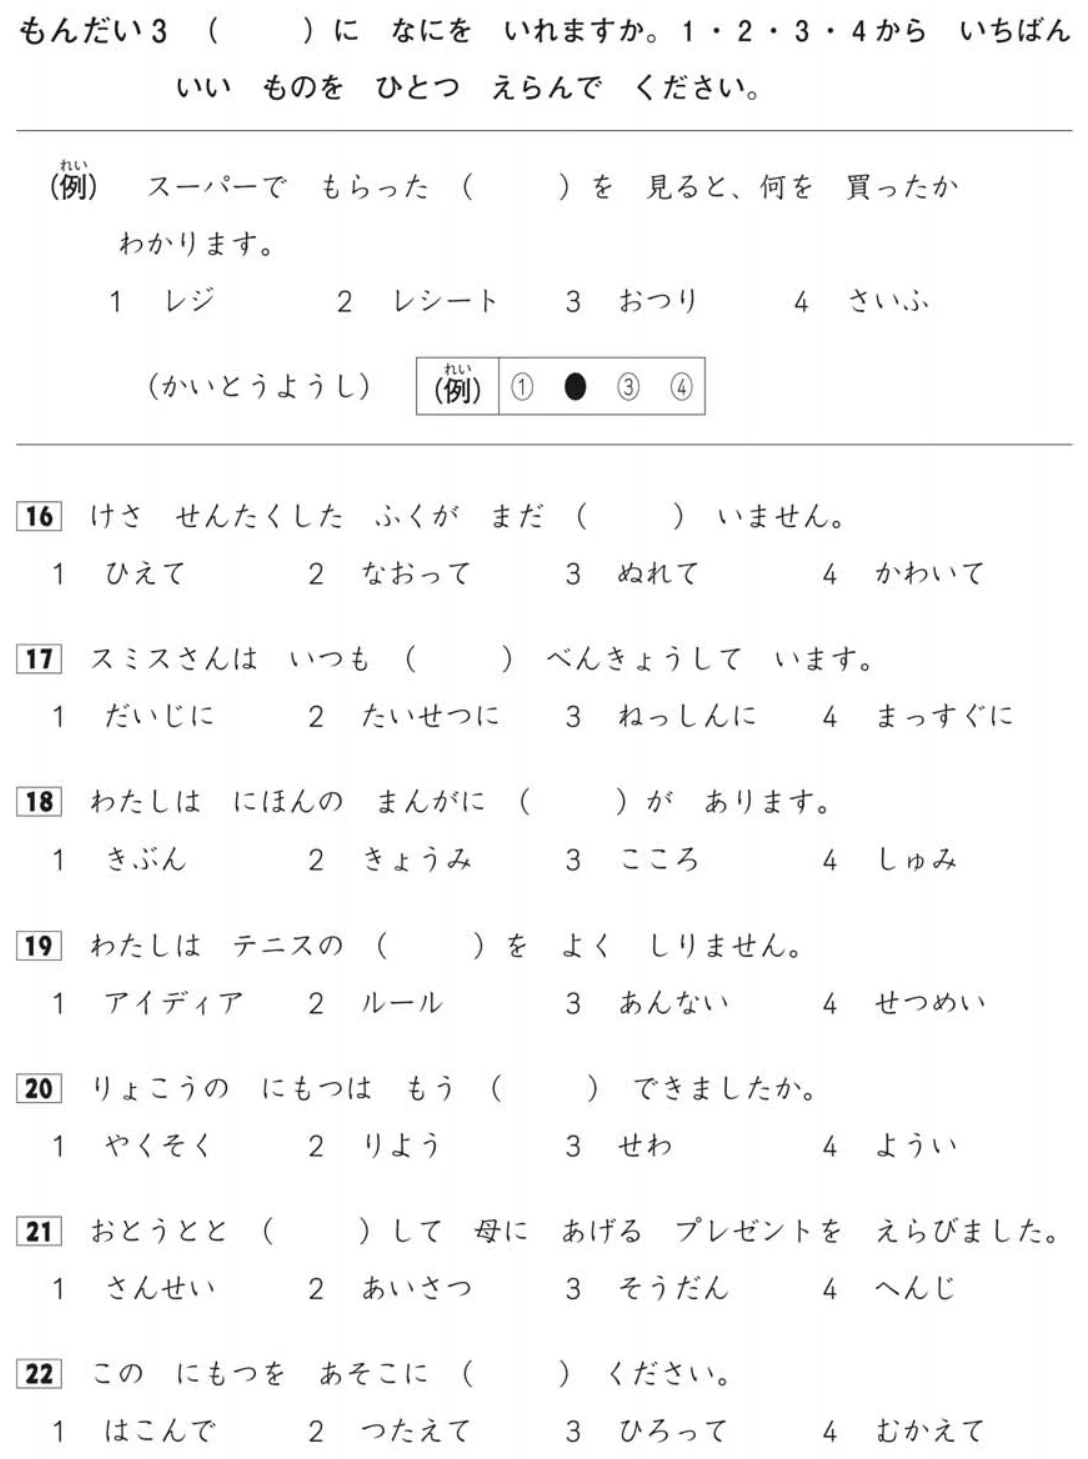 もんだい3　（　　　）に　なにを　いれますか。1・2・3・4から　いちばん
いい　ものを　ひとつ　えらんで　ください。
れい
（例）　スーパーで　もらった　（　　　）を　見ると、何を　買ったか
わかります。
1　レジ　　2　レシート　　3　おつり　　4　さいふ
れい
（かいとうようし）　（例）　①　●　③　④
16　けさ　せんたくした　ふくが　まだ　（　　　）　いません。
1　ひえて　　2　なおって　　3　ぬれて　　4　かわいて
17　スミスさんは　いつも　（　　　）　べんきょうして　います。
1　だいじに　　2　たいせつに　　3　ねっしんに　　4　まっすぐに
18　わたしは　にほんの　まんがに　（　　　）が　あります。
1　きぶん　　2　きょうみ　　3　こころ　　4　しゅみ
19　わたしは　テニスの　（　　　）を　よく　しりません。
1　アイディア　　2　ルール　　3　あんない　　4　せつめい
20　りょこうの　にもつは　もう　（　　　）　できましたか。
1　やくそく　　2　りよう　　3　せわ　　4　ようい
21　おとうとと　（　　　）して　母に　あげる　プレゼントを　えらびました。
1　さんせい　　2　あいさつ　　3　そうだん　　4　へんじ
22　この　にもつを　あそこに　（　　　）　ください。
1　はこんで　　2　つたえて　　3　ひろって　　4　むかえて